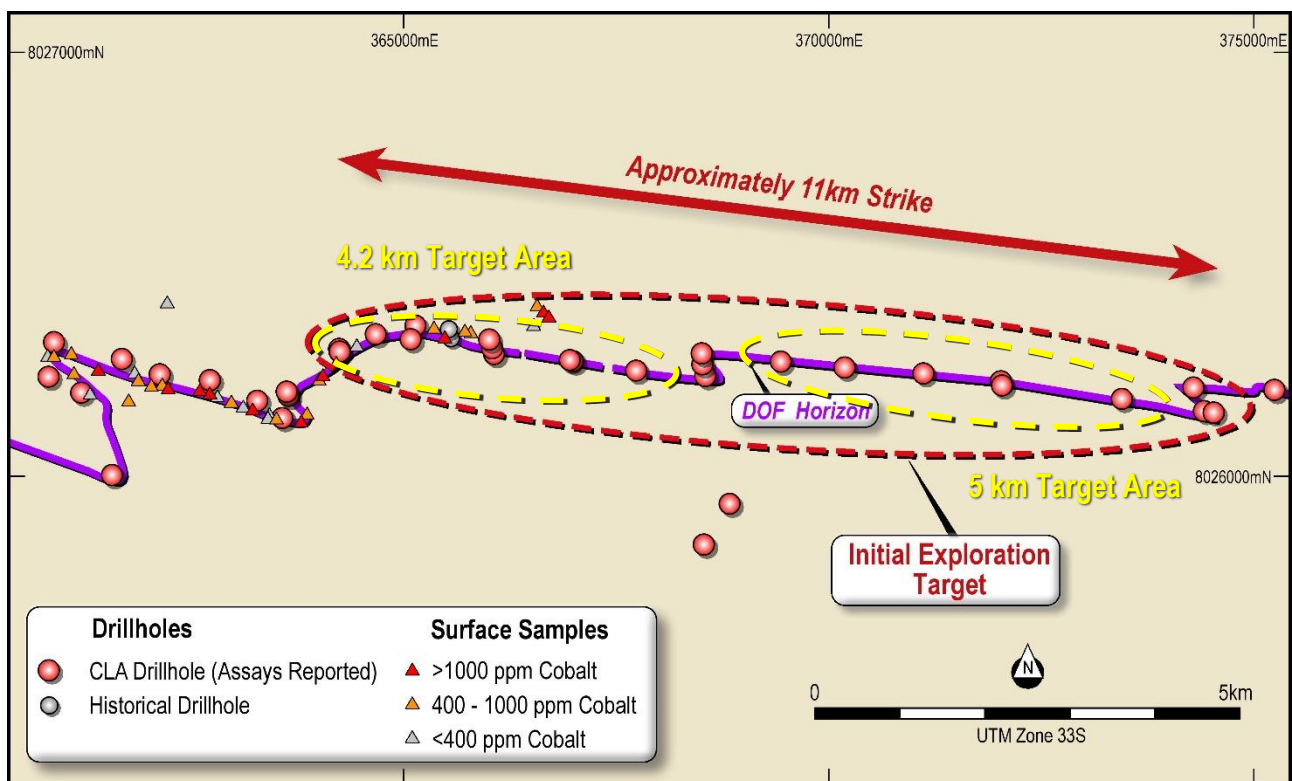 365000mE
370000mE
375000mE
8027000mN
Approximately 11km Strike
4.2 km Target Area
DOF Horizon
5 km Target Area
8026000mN
Initial Exploration
Target
Drillholes
CLA Drillhole (Assays Reported)
Historical Drillhole
Surface Samples
>1000 ppm Cobalt
400 - 1000 ppm Cobalt
<400 ppm Cobalt
N
0
5km
UTM Zone 33S